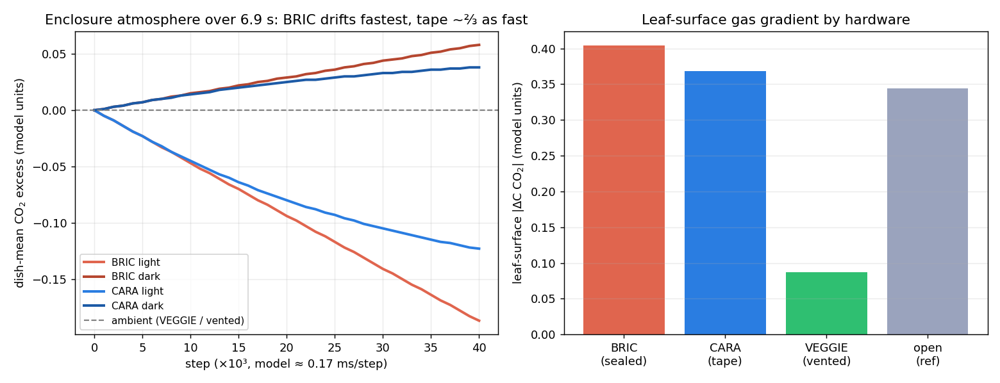 Enclosure atmosphere over 6.9 s: BRIC drifts fastest, tape ~⅔ as fast
dish-mean CO₂ excess (model units)
0.05
0.00
−0.05
−0.10
−0.15
BRIC light
BRIC dark
CARA light
CARA dark
ambient (VEGGIE / vented)
0 5 10 15 20 25 30 35 40
step (×10³, model ≈ 0.17 ms/step)
Leaf-surface gas gradient by hardware
leaf-surface |ΔC CO₂| (model units)
0.40
0.35
0.30
0.25
0.20
0.15
0.10
0.05
0.00
BRIC
(sealed)
CARA
(tape)
VEGGIE
(vented)
open
(ref)